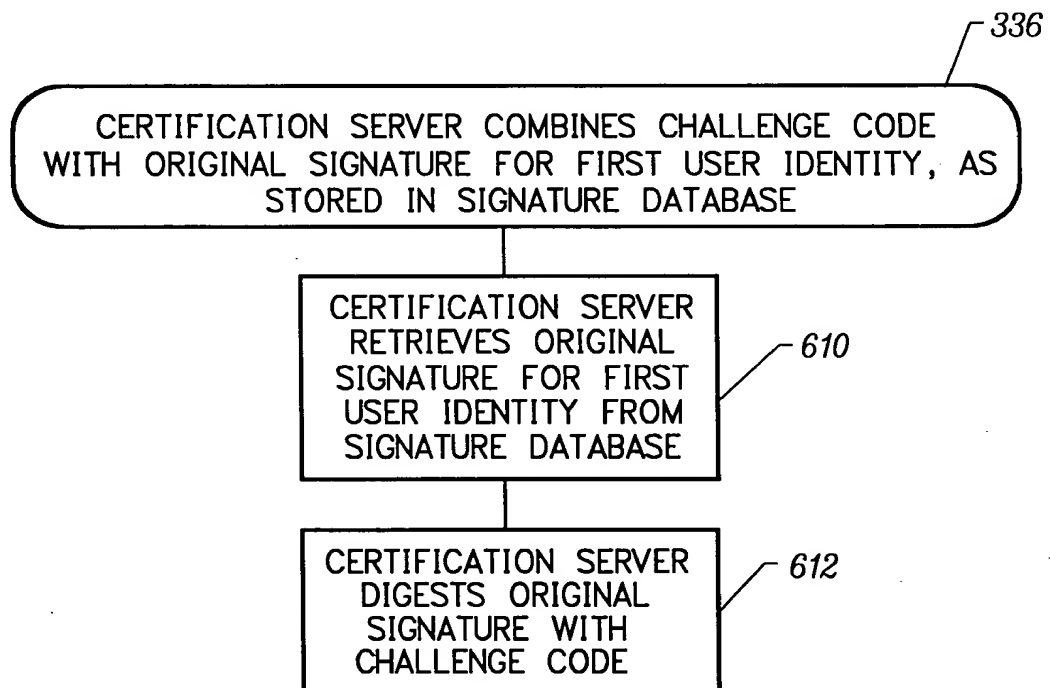 336
CERTIFICATION SERVER COMBINES CHALLENGE CODE
WITH ORIGINAL SIGNATURE FOR FIRST USER IDENTITY, AS
STORED IN SIGNATURE DATABASE
CERTIFICATION SERVER
RETRIEVES ORIGINAL
SIGNATURE FOR FIRST
USER IDENTITY FROM
SIGNATURE DATABASE
610
CERTIFICATION SERVER
DIGESTS ORIGINAL
SIGNATURE WITH
CHALLENGE CODE
612